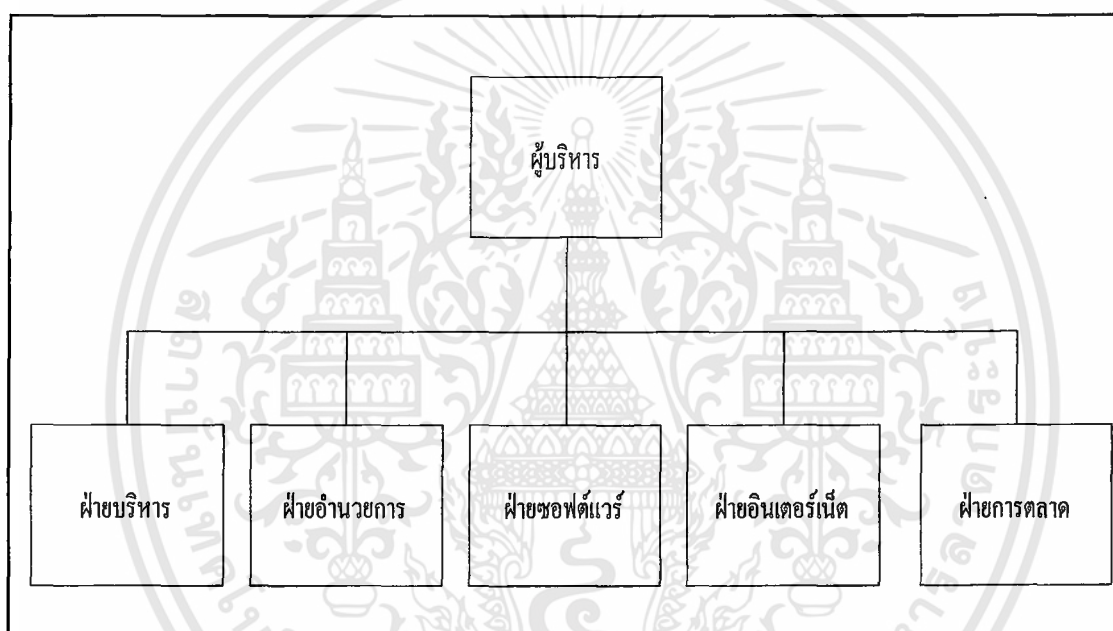 ผู้บริหาร
ฝ่ายบริหาร
ฝ่ายอำนวยการ
ฝ่ายซอฟต์แวร์
ฝ่ายอินเตอร์เน็ต
ฝ่ายการตลาด